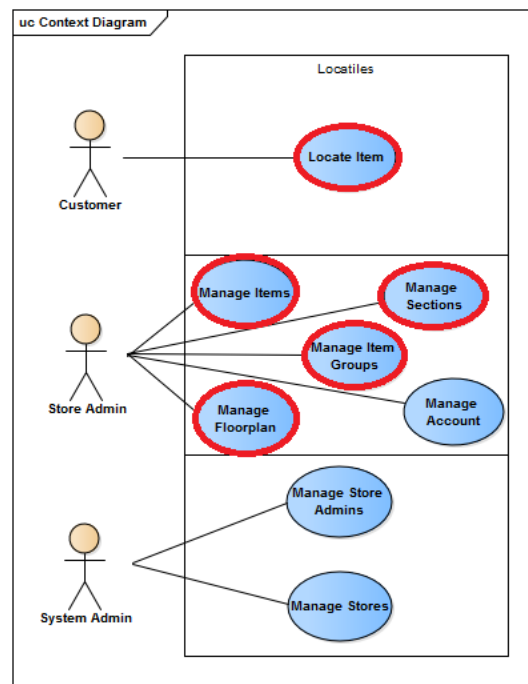 uc Context Diagram
Locatiles
Locate Item
Customer
Manage Items
Manage
Sections
Manage Item
Groups
Store Admin
Manage
Floorplan
Manage
Account
Manage Store
Admins
System Admin
Manage Stores